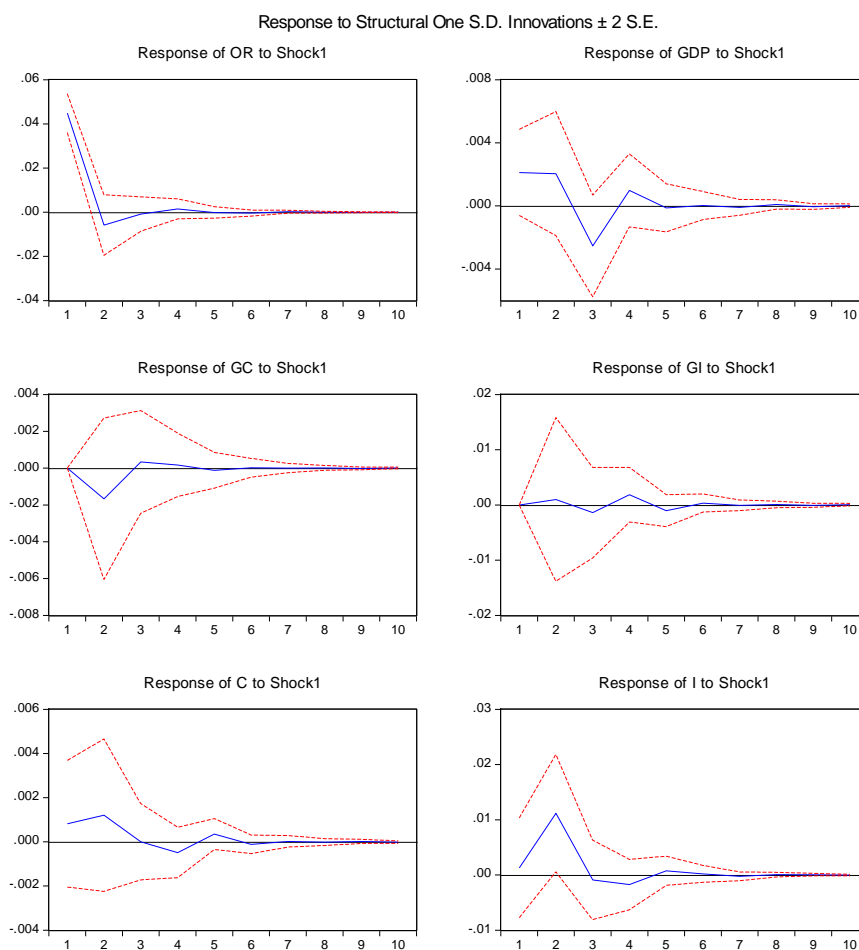 Response to Structural One S.D. Innovations ± 2 S.E.
Response of OR to Shock1
.06
.04
.02
.00
-.02
-.04
1 2 3 4 5 6 7 8 9 10
Response of GDP to Shock1
.008
.004
.000
-.004
1 2 3 4 5 6 7 8 9 10
Response of GC to Shock1
.004
.002
.000
-.002
-.004
-.006
-.008
1 2 3 4 5 6 7 8 9 10
Response of GI to Shock1
.02
.01
.00
-.01
-.02
1 2 3 4 5 6 7 8 9 10
Response of C to Shock1
.006
.004
.002
.000
-.002
-.004
1 2 3 4 5 6 7 8 9 10
Response of I to Shock1
.03
.02
.01
.00
-.01
1 2 3 4 5 6 7 8 9 10